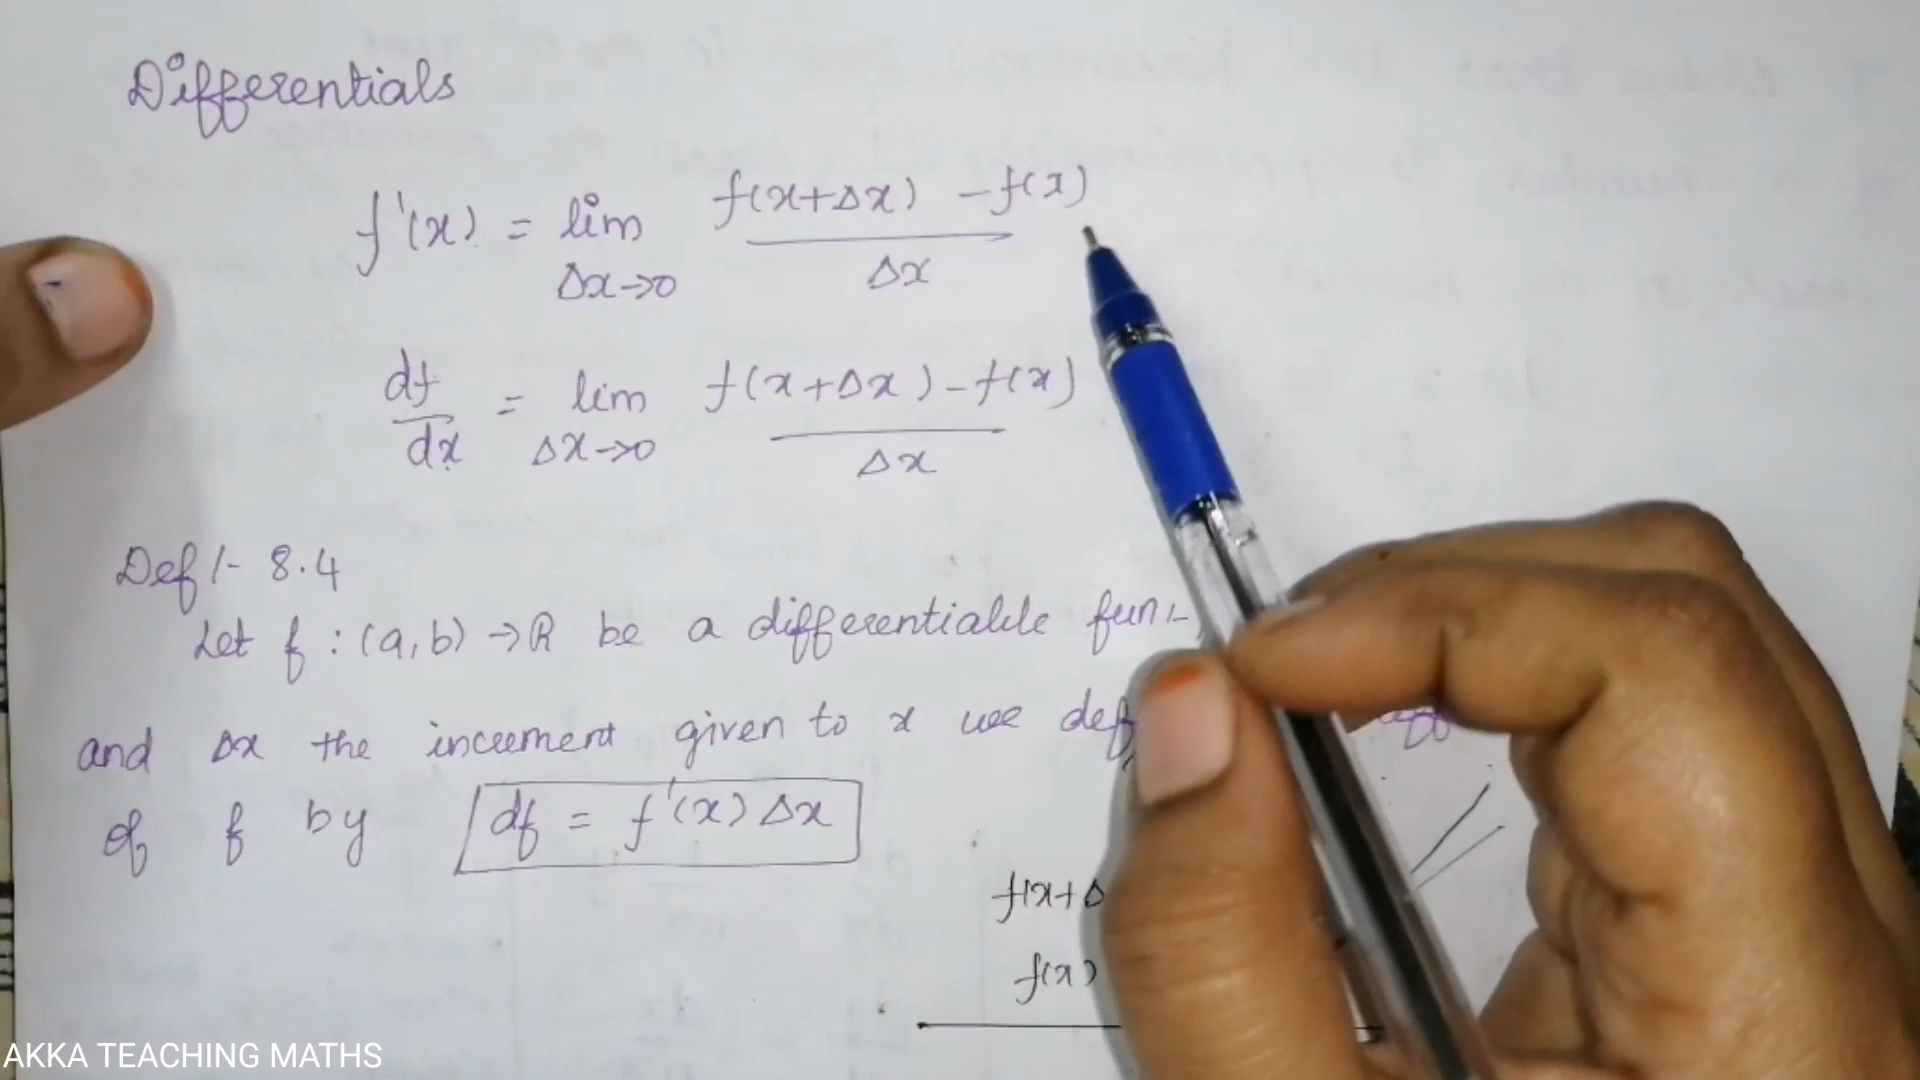 Differentials
f'(x) = lim Δx→0 f(x+Δx) - f(x) / Δx
df/dx = lim Δx→0 f(x+Δx) - f(x) / Δx
Def/- 8.4
Let f : (a,b) → R be a differentiable fun/-
and Δx the increment given to x we def
of f by df = f'(x) Δx
f(x+Δ
f(x)
AKKA TEACHING MATHS